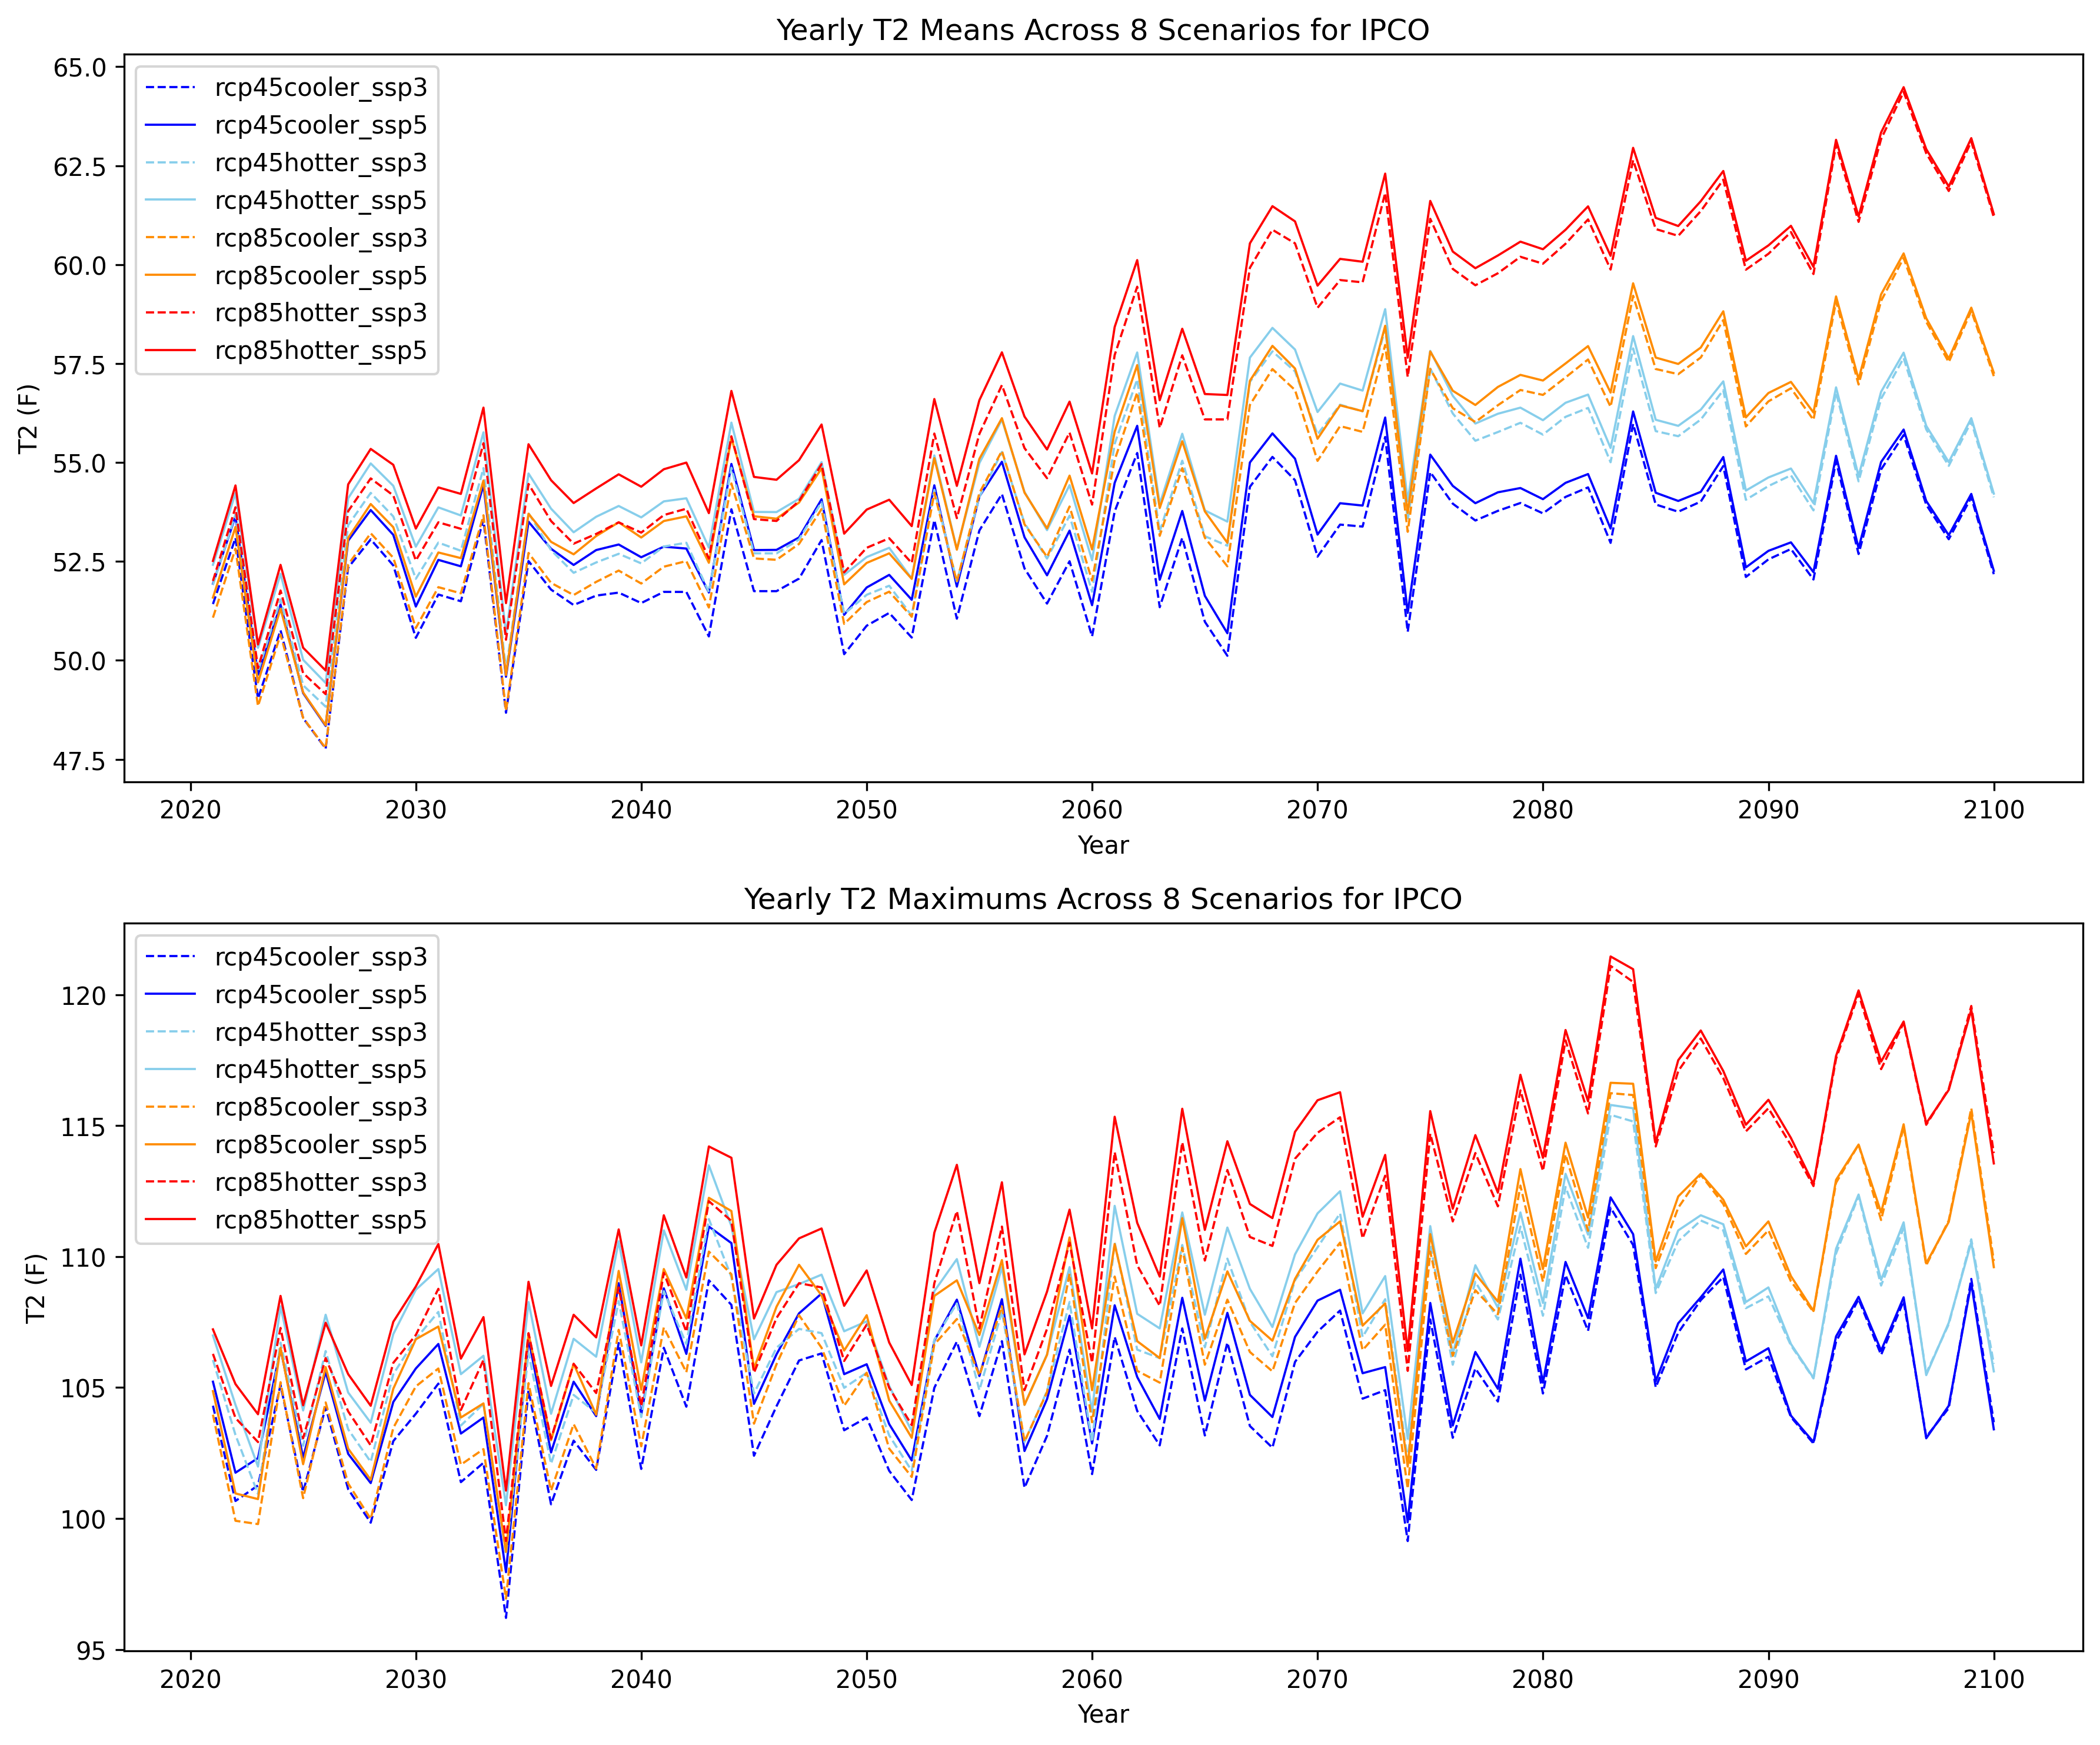 Yearly T2 Means Across 8 Scenarios for IPCO
T2 (F)
65.0
62.5
60.0
57.5
55.0
52.5
50.0
47.5
rcp45cooler_ssp3
rcp45cooler_ssp5
rcp45hotter_ssp3
rcp45hotter_ssp5
rcp85cooler_ssp3
rcp85cooler_ssp5
rcp85hotter_ssp3
rcp85hotter_ssp5
2020 2030 2040 2050 2060 2070 2080 2090 2100
Year
Yearly T2 Maximums Across 8 Scenarios for IPCO
T2 (F)
120
115
110
105
100
95
rcp45cooler_ssp3
rcp45cooler_ssp5
rcp45hotter_ssp3
rcp45hotter_ssp5
rcp85cooler_ssp3
rcp85cooler_ssp5
rcp85hotter_ssp3
rcp85hotter_ssp5
2020 2030 2040 2050 2060 2070 2080 2090 2100
Year